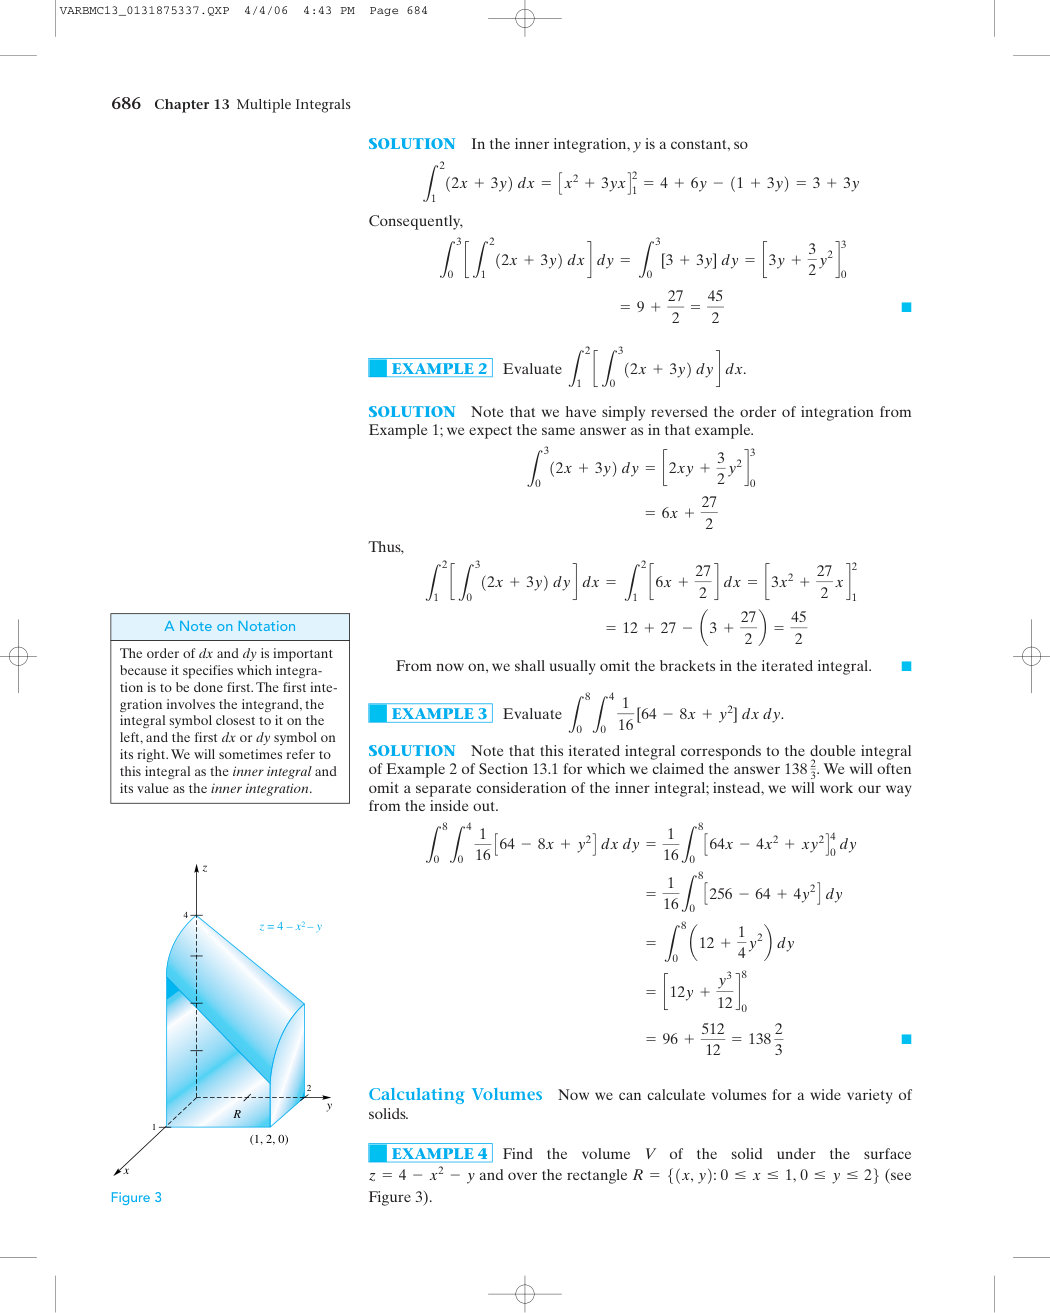 VARBMC13_0131875337.QXP 4/4/06 4:43 PM Page 684
686 Chapter 13 Multiple Integrals
SOLUTION In the inner integration, y is a constant, so
∫₁² (2x + 3y) dx = [x² + 3yx]₁² = 4 + 6y − (1 + 3y) = 3 + 3y
Consequently,
∫₀³ [∫₁² (2x + 3y) dx] dy = ∫₀³ [3 + 3y] dy = [3y + 3/2 y²]₀³
= 9 + 27/2 = 45/2
EXAMPLE 2 Evaluate ∫₁² [∫₀³ (2x + 3y) dy] dx.
SOLUTION Note that we have simply reversed the order of integration from
Example 1; we expect the same answer as in that example.
∫₀³ (2x + 3y) dy = [2xy + 3/2 y²]₀³
= 6x + 27/2
Thus,
∫₁² [∫₀³ (2x + 3y) dy] dx = ∫₁² [6x + 27/2] dx = [3x² + 27/2 x]₁²
= 12 + 27 − (3 + 27/2) = 45/2
From now on, we shall usually omit the brackets in the iterated integral.
EXAMPLE 3 Evaluate ∫₀⁸ ∫₀⁴ 1/16 [64 − 8x + y²] dx dy.
SOLUTION Note that this iterated integral corresponds to the double integral
of Example 2 of Section 13.1 for which we claimed the answer 138 2/3. We will often
omit a separate consideration of the inner integral; instead, we will work our way
from the inside out.
∫₀⁸ ∫₀⁴ 1/16 [64 − 8x + y²] dx dy = 1/16 ∫₀⁸ [64x − 4x² + xy²]₀⁴ dy
= 1/16 ∫₀⁸ [256 − 64 + 4y²] dy
= ∫₀⁸ (12 + 1/4 y²) dy
= [12y + y³/12]₀⁸
= 96 + 512/12 = 138 2/3
Calculating Volumes Now we can calculate volumes for a wide variety of
solids.
EXAMPLE 4 Find the volume V of the solid under the surface
z = 4 − x² − y and over the rectangle R = {(x, y): 0 ≤ x ≤ 1, 0 ≤ y ≤ 2} (see
Figure 3).
A Note on Notation
The order of dx and dy is important
because it specifies which integra-
tion is to be done first. The first inte-
gration involves the integrand, the
integral symbol closest to it on the
left, and the first dx or dy symbol on
its right. We will sometimes refer to
this integral as the inner integral and
its value as the inner integration.
z
4
z = 4 – x² – y
2
y
R
1
(1, 2, 0)
x
Figure 3